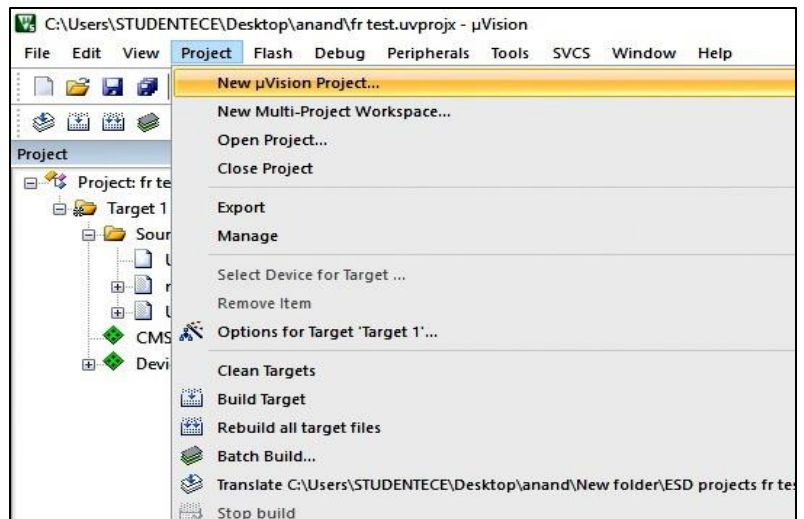 C:\Users\STUDENTECE\Desktop\anand\fr test.uvprojx - µVision
File Edit View Project Flash Debug Peripherals Tools SVCS Window Help
New µVision Project...
New Multi-Project Workspace...
Open Project...
Close Project
Export
Manage
Select Device for Target ...
Remove Item
Options for Target 'Target 1'...
Clean Targets
Build Target
Rebuild all target files
Batch Build...
Translate C:\Users\STUDENTECE\Desktop\anand\New folder\ESD projects fr tes
Stop build
Project
Project: fr te
Target 1
Sour
CMS
Devi